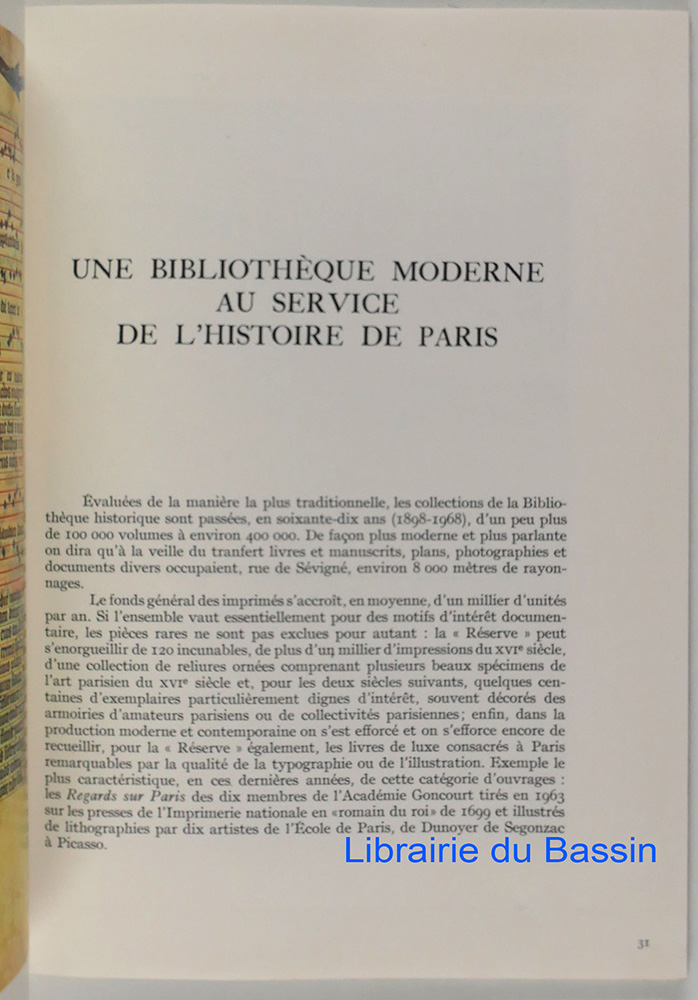 UNE BIBLIOTHÈQUE MODERNE
AU SERVICE
DE L'HISTOIRE DE PARIS
Évaluées de la manière la plus traditionnelle, les collections de la Biblio-
thèque historique sont passées, en soixante-dix ans (1898-1968), d'un peu plus
de 100 000 volumes à environ 400 000. De façon plus moderne et plus parlante
on dira qu'à la veille du tranfert livres et manuscrits, plans, photographies et
documents divers occupaient, rue de Sévigné, environ 8 000 mètres de rayon-
nages.
Le fonds général des imprimés s'accroît, en moyenne, d'un millier d'unités
par an. Si l'ensemble vaut essentiellement pour des motifs d'intérêt documen-
taire, les pièces rares ne sont pas exclues pour autant : la « Réserve » peut
s'enorgueillir de 120 incunables, de plus d'un millier d'impressions du XVIe siècle,
d'une collection de reliures ornées comprenant plusieurs beaux spécimens de
l'art parisien du XVIe siècle et, pour les deux siècles suivants, quelques cen-
taines d'exemplaires particulièrement dignes d'intérêt, souvent décorés des
armoiries d'amateurs parisiens ou de collectivités parisiennes; enfin, dans la
production moderne et contemporaine on s'est efforcé et on s'efforce encore de
recueillir, pour la « Réserve » également, les livres de luxe consacrés à Paris
remarquables par la qualité de la typographie ou de l'illustration. Exemple le
plus caractéristique, en ces dernières années, de cette catégorie d'ouvrages :
les Regards sur Paris des dix membres de l'Académie Goncourt tirés en 1963
sur les presses de l'Imprimerie nationale en «romain du roi» de 1699 et illustrés
de lithographies par dix artistes de l'École de Paris, de Dunoyer de Segonzac
à Picasso.
Librairie du Bassin
31